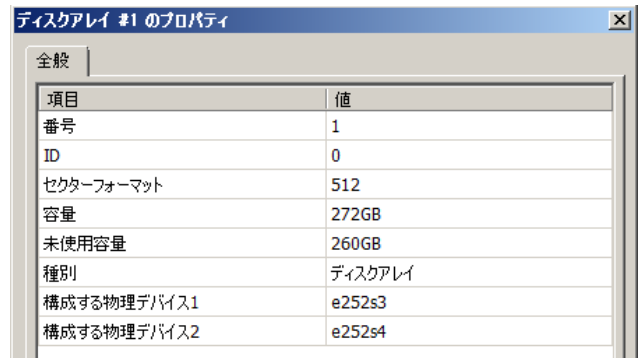 ディスクアレイ #1 のプロパティ
全般
項目 値
番号 1
ID 0
セクターフォーマット 512
容量 272GB
未使用容量 260GB
種別 ディスクアレイ
構成する物理デバイス1 e252s3
構成する物理デバイス2 e252s4